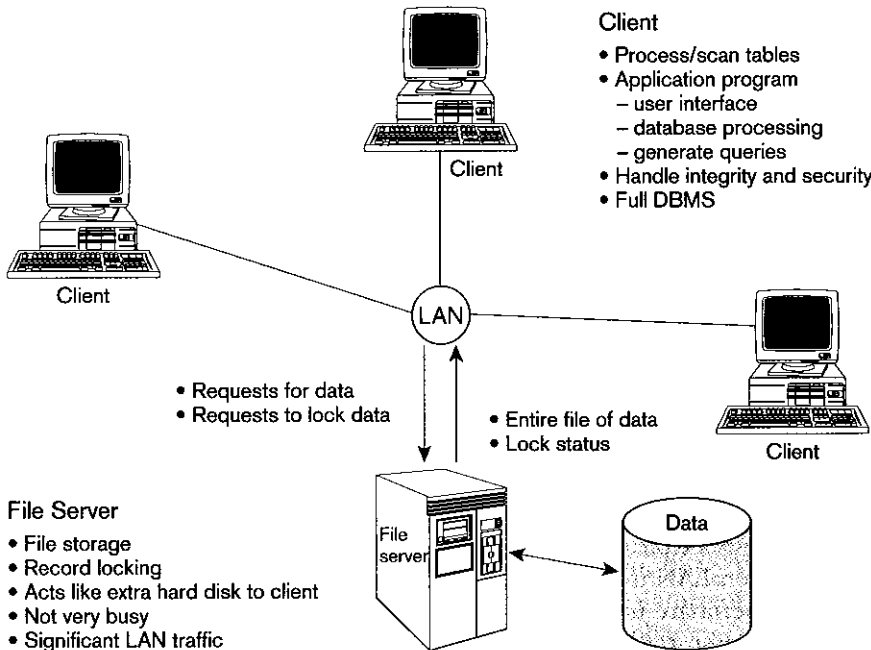 Client
• Process/scan tables
• Application program
– user interface
– database processing
– generate queries
• Handle integrity and security
• Full DBMS
Client
Client
LAN
Client
• Requests for data
• Requests to lock data
• Entire file of data
• Lock status
File Server
• File storage
• Record locking
• Acts like extra hard disk to client
• Not very busy
• Significant LAN traffic
File
server
Data